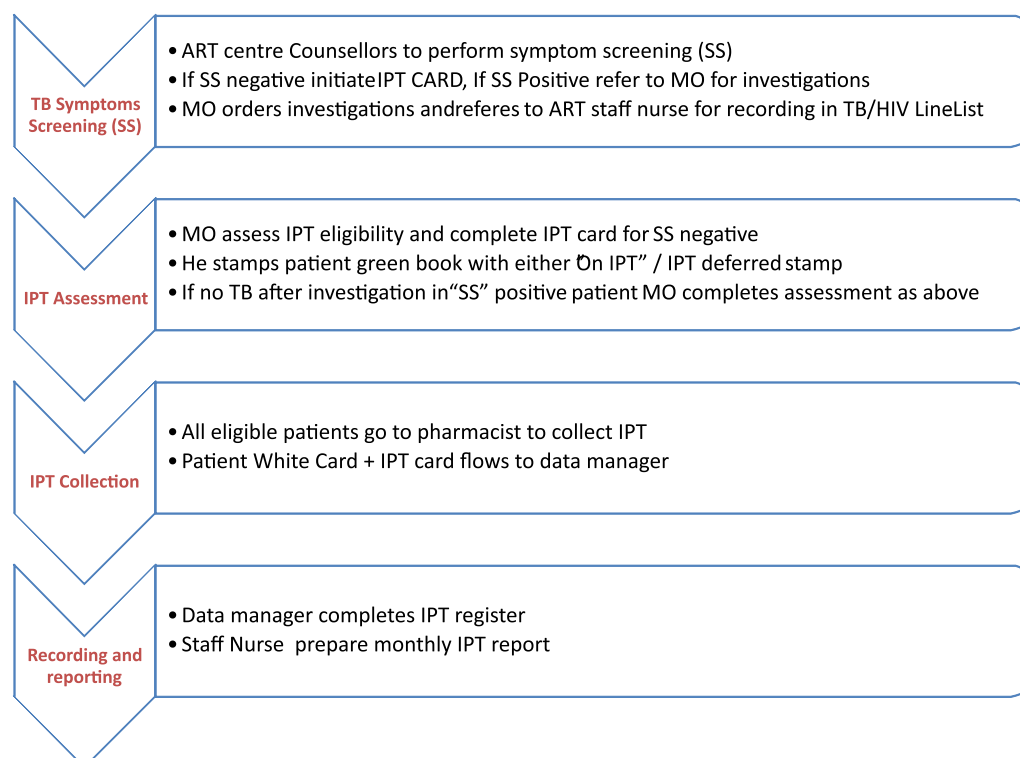 TB Symptoms
Screening (SS)
• ART centre Counsellors to perform symptom screening (SS)
• If SS negative initiateIPT CARD, If SS Positive refer to MO for investigations
• MO orders investigations andreferes to ART staff nurse for recording in TB/HIV LineList
IPT Assessment
• MO assess IPT eligibility and complete IPT card for SS negative
• He stamps patient green book with either “On IPT” / IPT deferred stamp
• If no TB after investigation in“SS” positive patient MO completes assessment as above
IPT Collection
• All eligible patients go to pharmacist to collect IPT
• Patient White Card + IPT card flows to data manager
Recording and
reporting
• Data manager completes IPT register
• Staff Nurse  prepare monthly IPT report